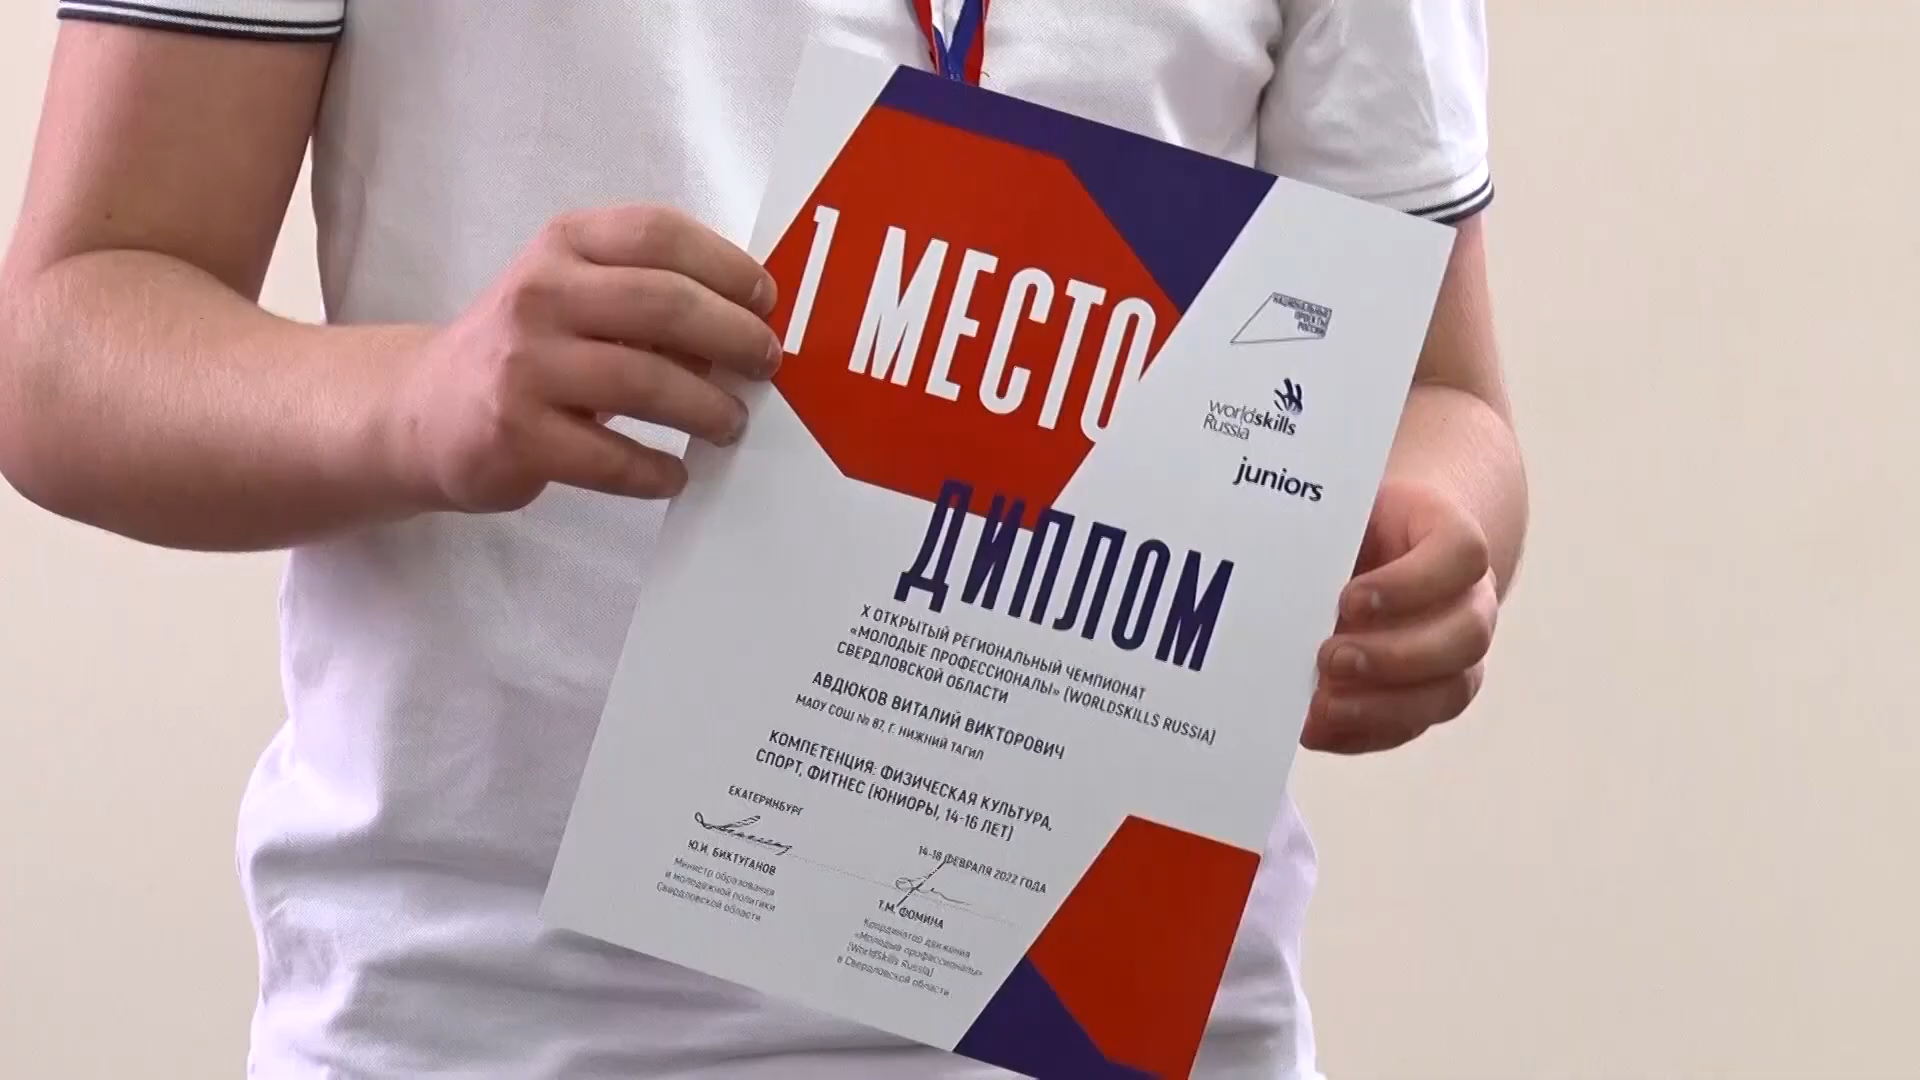 1 МЕСТО
НАЦИОНАЛЬНЫЕ
ПРОЕКТЫ
РОССИИ
worldskills
Russia
juniors
ДИПЛОМ
X ОТКРЫТЫЙ РЕГИОНАЛЬНЫЙ ЧЕМПИОНАТ
«МОЛОДЫЕ ПРОФЕССИОНАЛЫ» (WORLDSKILLS RUSSIA)
СВЕРДЛОВСКОЙ ОБЛАСТИ
АВДЮКОВ ВИТАЛИЙ ВИКТОРОВИЧ
МАОУ СОШ № 87, Г. НИЖНИЙ ТАГИЛ
КОМПЕТЕНЦИЯ: ФИЗИЧЕСКАЯ КУЛЬТУРА,
СПОРТ, ФИТНЕС (ЮНИОРЫ, 14-16 ЛЕТ)
ЕКАТЕРИНБУРГ
14-18 ФЕВРАЛЯ 2022 ГОДА
Ю.И. БИКТУГАНОВ
Министр образования
и молодежной политики
Свердловской области
Т.М. ФОМИНА
Координатор движения
«Молодые профессионалы»
(WorldSkills Russia)
в Свердловской области